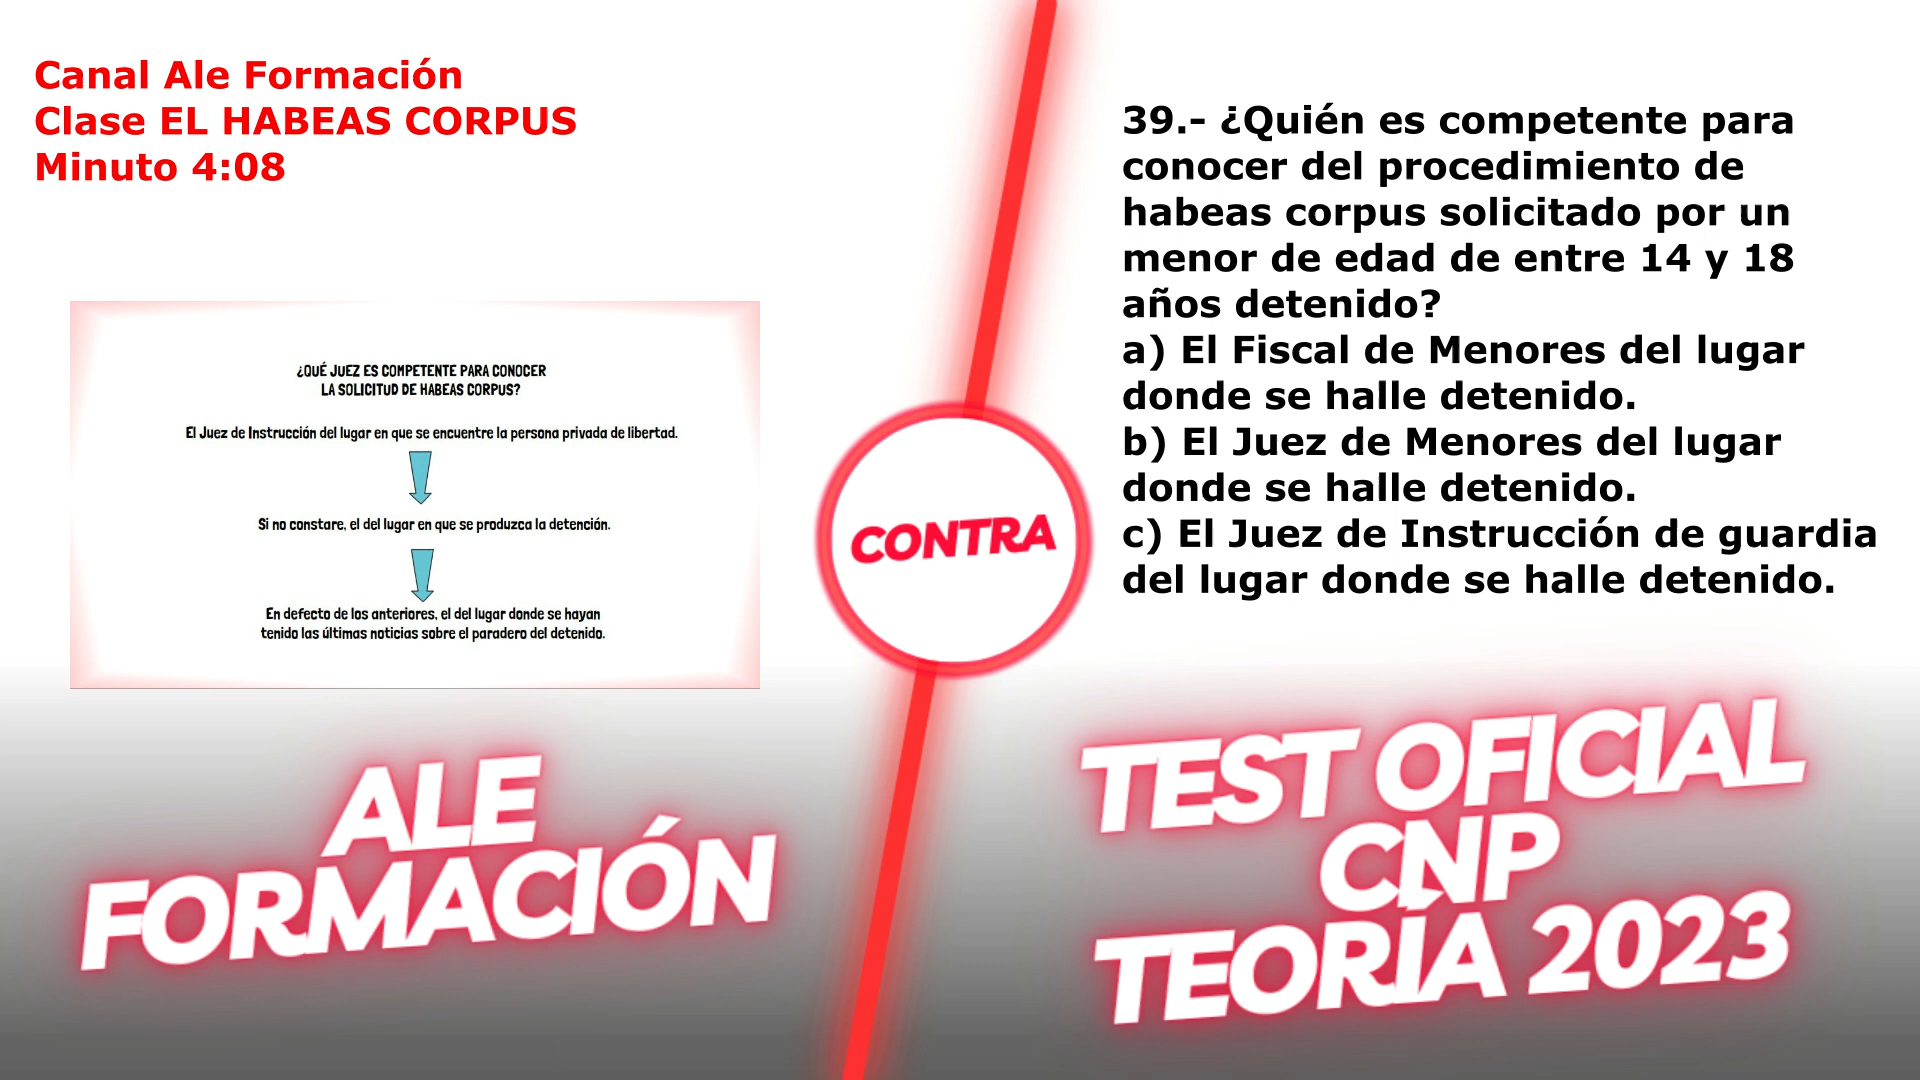 Canal Ale Formación
Clase EL HABEAS CORPUS
Minuto 4:08
¿QUÉ JUEZ ES COMPETENTE PARA CONOCER
LA SOLICITUD DE HABEAS CORPUS?
El Juez de Instrucción del lugar en que se encuentre la persona privada de libertad.
Si no constare, el del lugar en que se produzca la detención.
En defecto de los anteriores, el del lugar donde se hayan
tenido las últimas noticias sobre el paradero del detenido.
ALE
FORMACIÓN
CONTRA
39.- ¿Quién es competente para
conocer del procedimiento de
habeas corpus solicitado por un
menor de edad de entre 14 y 18
años detenido?
a) El Fiscal de Menores del lugar
donde se halle detenido.
b) El Juez de Menores del lugar
donde se halle detenido.
c) El Juez de Instrucción de guardia
del lugar donde se halle detenido.
TEST OFICIAL
CNP
TEORÍA 2023